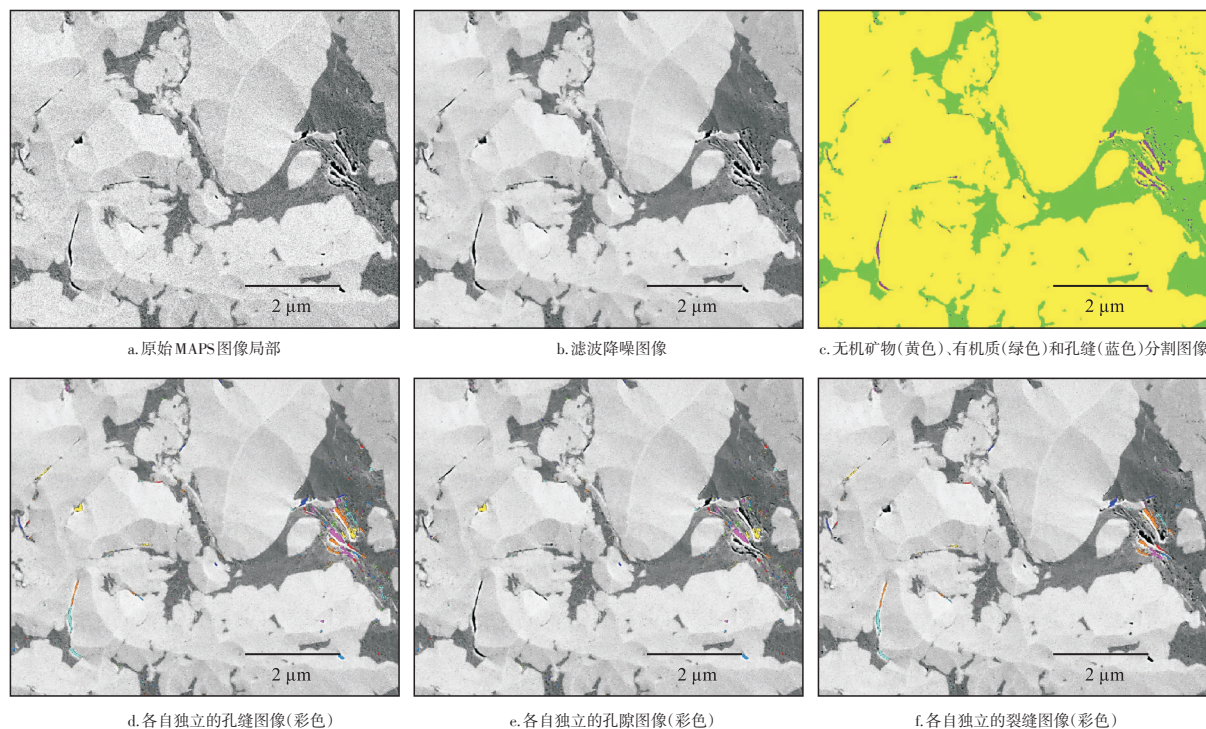 2 μm
2 μm
2 μm
a.原始MAPS图像局部
b.滤波降噪图像
c.无机矿物(黄色)、有机质(绿色)和孔缝(蓝色)分割图像
2 μm
2 μm
2 μm
d.各自独立的孔缝图像(彩色)
e.各自独立的孔隙图像(彩色)
f.各自独立的裂缝图像(彩色)